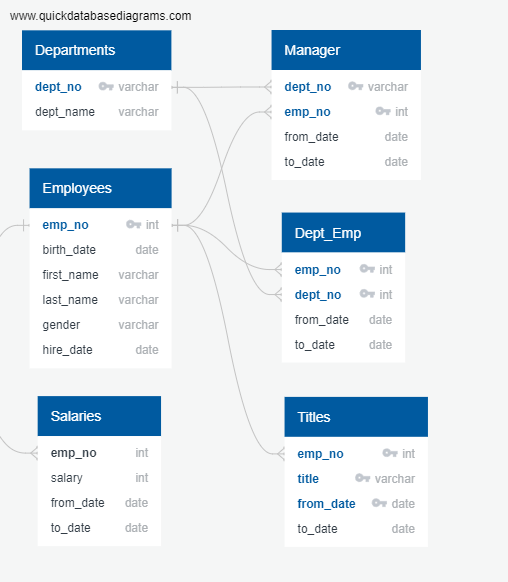 www.quickdatabasediagrams.com
Departments
dept_no varchar
dept_name varchar
Manager
dept_no varchar
emp_no int
from_date date
to_date date
Employees
emp_no int
birth_date date
first_name varchar
last_name varchar
gender varchar
hire_date date
Dept_Emp
emp_no int
dept_no int
from_date date
to_date date
Salaries
emp_no int
salary int
from_date date
to_date date
Titles
emp_no int
title varchar
from_date date
to_date date